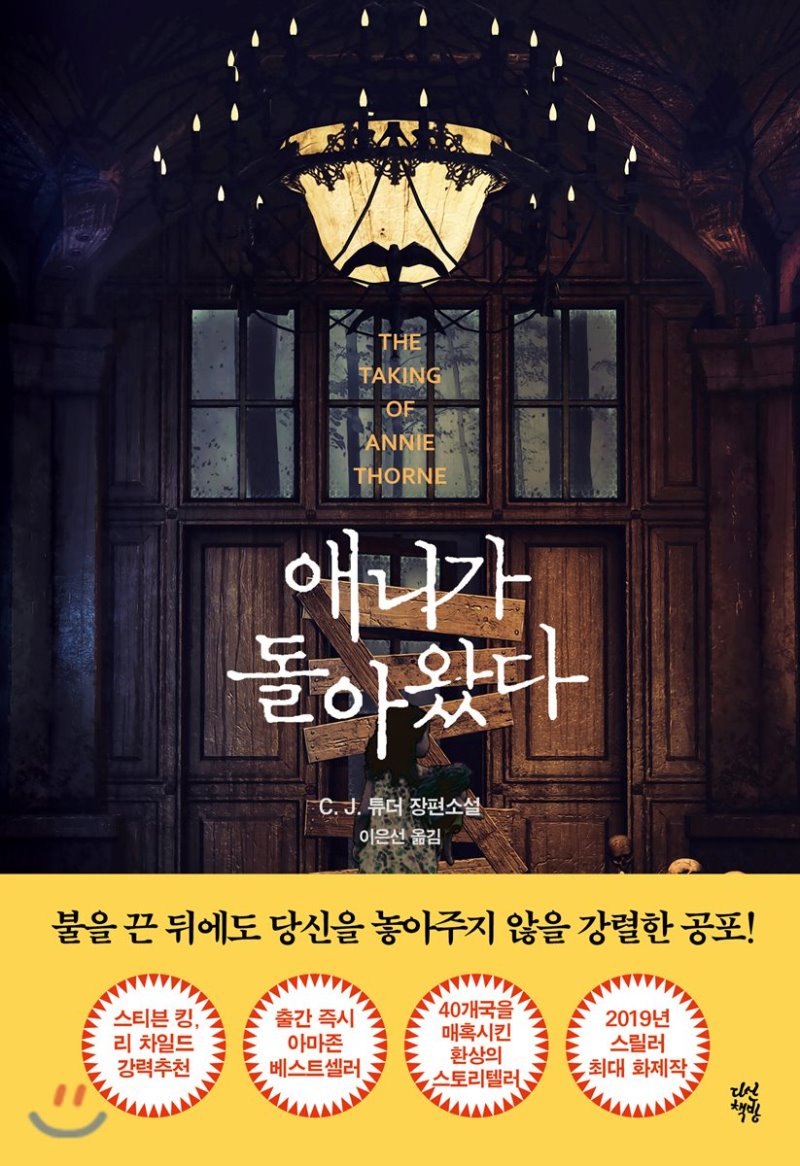 THE
TAKING
OF
ANNIE
THORNE
애니가
돌아왔다
C. J. 튜더 장편소설
이은선 옮김
불을 끈 뒤에도 당신을 놓아주지 않을 강렬한 공포!
스티븐 킹,
리 차일드
강력추천
출간 즉시
아마존
베스트셀러
40개국을
매혹시킨
환상의
스토리텔러
2019년
스릴러
최대 화제작
다산
책방